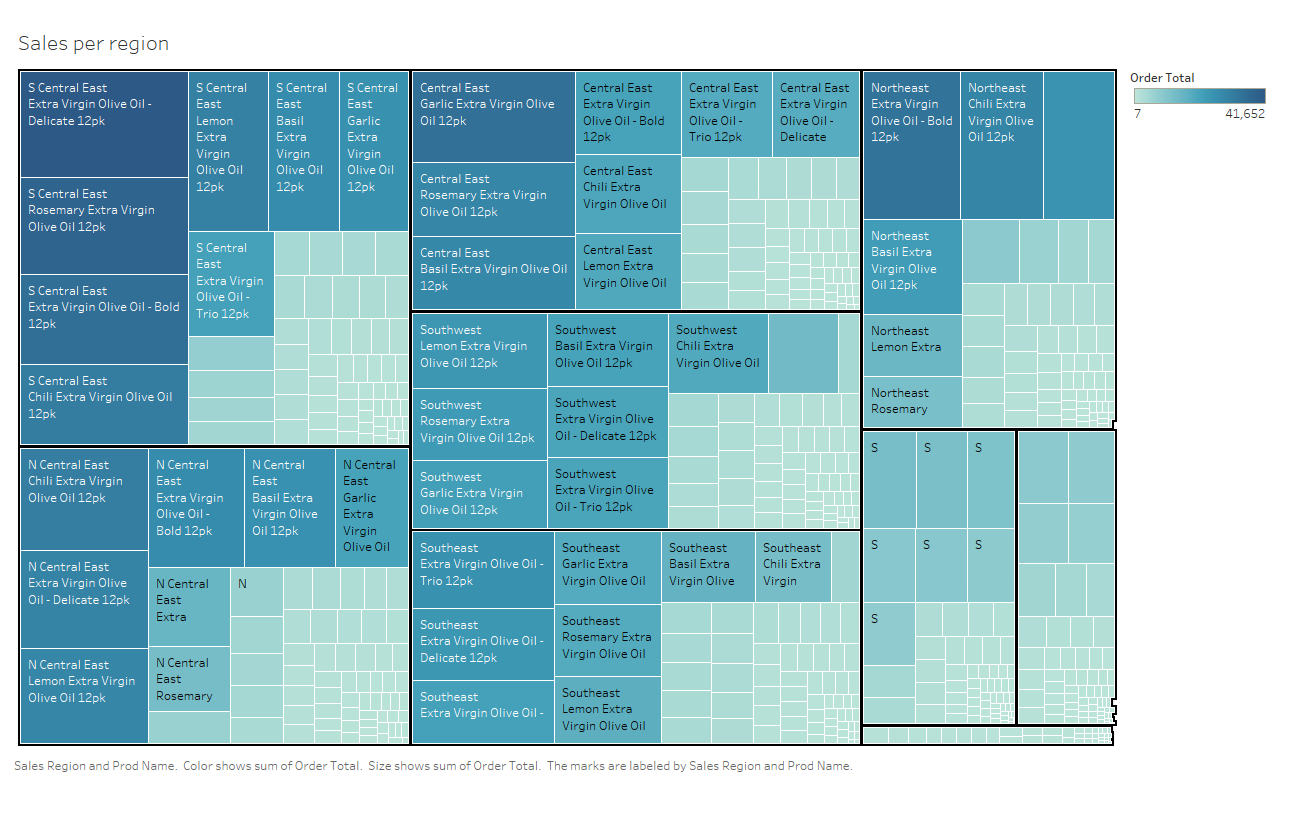 Sales per region
S Central East
Extra Virgin Olive Oil -
Delicate 12pk
S Central East
Rosemary Extra Virgin
Olive Oil 12pk
S Central East
Extra Virgin Olive Oil - Bold
12pk
S Central East
Chili Extra Virgin Olive Oil
12pk
S Central
East
Lemon
Extra
Virgin
Olive Oil
12pk
S Central
East
Basil
Extra
Virgin
Olive Oil
12pk
S Central
East
Garlic
Extra
Virgin
Olive Oil
12pk
S Central
East
Extra Virgin
Olive Oil -
Trio 12pk
N Central East
Chili Extra Virgin
Olive Oil 12pk
N Central East
Extra Virgin Olive
Oil - Delicate 12pk
N Central East
Lemon Extra Virgin
Olive Oil 12pk
N Central
East
Extra Virgin
Olive Oil -
Bold 12pk
N Central
East
Basil Extra
Virgin Olive
Oil 12pk
N Central
East
Garlic
Extra
Virgin
Olive Oil
N Central
East
Extra
N Central
East
Rosemary
N
Central East
Garlic Extra Virgin Olive
Oil 12pk
Central East
Rosemary Extra Virgin
Olive Oil 12pk
Central East
Basil Extra Virgin Olive Oil
12pk
Central East
Extra Virgin
Olive Oil - Bold
12pk
Central East
Chili Extra
Virgin Olive Oil
Central East
Lemon Extra
Virgin Olive Oil
Central East
Extra Virgin
Olive Oil -
Trio 12pk
Central East
Extra Virgin
Olive Oil -
Delicate
Southwest
Lemon Extra Virgin
Olive Oil 12pk
Southwest
Rosemary Extra
Virgin Olive Oil 12pk
Southwest
Garlic Extra Virgin
Olive Oil 12pk
Southwest
Basil Extra Virgin
Olive Oil 12pk
Southwest
Extra Virgin Olive
Oil - Delicate 12pk
Southwest
Extra Virgin Olive
Oil - Trio 12pk
Southwest
Chili Extra
Virgin Olive Oil
Southeast
Extra Virgin Olive Oil -
Trio 12pk
Southeast
Extra Virgin Olive Oil -
Delicate 12pk
Southeast
Extra Virgin Olive Oil -
Southeast
Garlic Extra
Virgin Olive Oil
Southeast
Rosemary Extra
Virgin Olive Oil
Southeast
Lemon Extra
Virgin Olive Oil
Southeast
Basil Extra
Virgin Olive
Southeast
Chili Extra
Virgin
Northeast
Extra Virgin
Olive Oil - Bold
12pk
Northeast
Chili Extra
Virgin Olive
Oil 12pk
Northeast
Basil Extra
Virgin Olive
Oil 12pk
Northeast
Lemon Extra
Northeast
Rosemary
S
S
S
S
S
S
S
Order Total
7
41,652
Sales Region and Prod Name.  Color shows sum of Order Total.  Size shows sum of Order Total.  The marks are labeled by Sales Region and Prod Name.